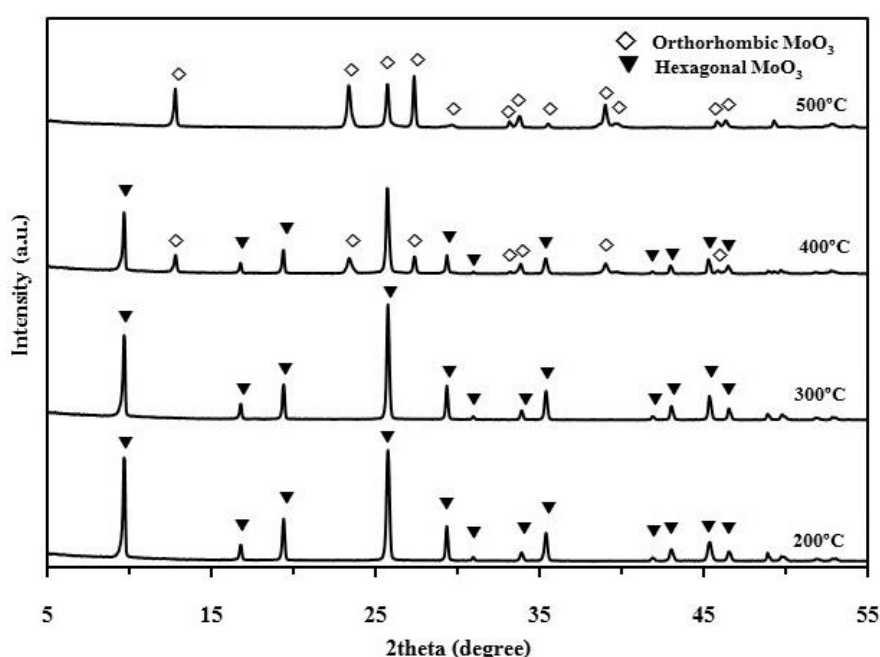 ◇ Orthorhombic MoO₃
▼ Hexagonal MoO₃
500°C
400°C
300°C
200°C
Intensity (a.u.)
5 15 25 35 45 55
2theta (degree)